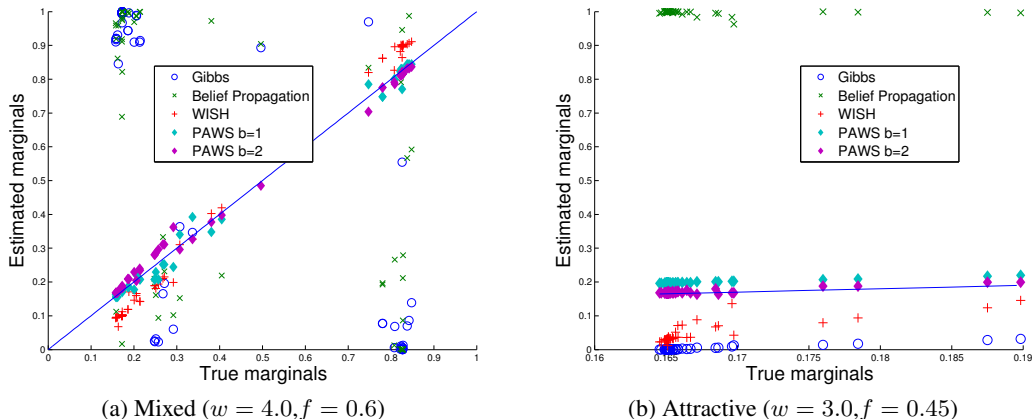 1
0.9
0.8
0.7
0.6
0.5
0.4
0.3
0.2
0.1
0
Estimated marginals
Gibbs
Belief Propagation
WISH
PAWS b=1
PAWS b=2
0 0.1 0.2 0.3 0.4 0.5 0.6 0.7 0.8 0.9 1
True marginals
(a) Mixed (w = 4.0, f = 0.6)
1
0.9
0.8
0.7
0.6
0.5
0.4
0.3
0.2
0.1
0
Estimated marginals
Gibbs
Belief Propagation
WISH
PAWS b=1
PAWS b=2
0.16 0.165 0.17 0.175 0.18 0.185 0.19
True marginals
(b) Attractive (w = 3.0, f = 0.45)